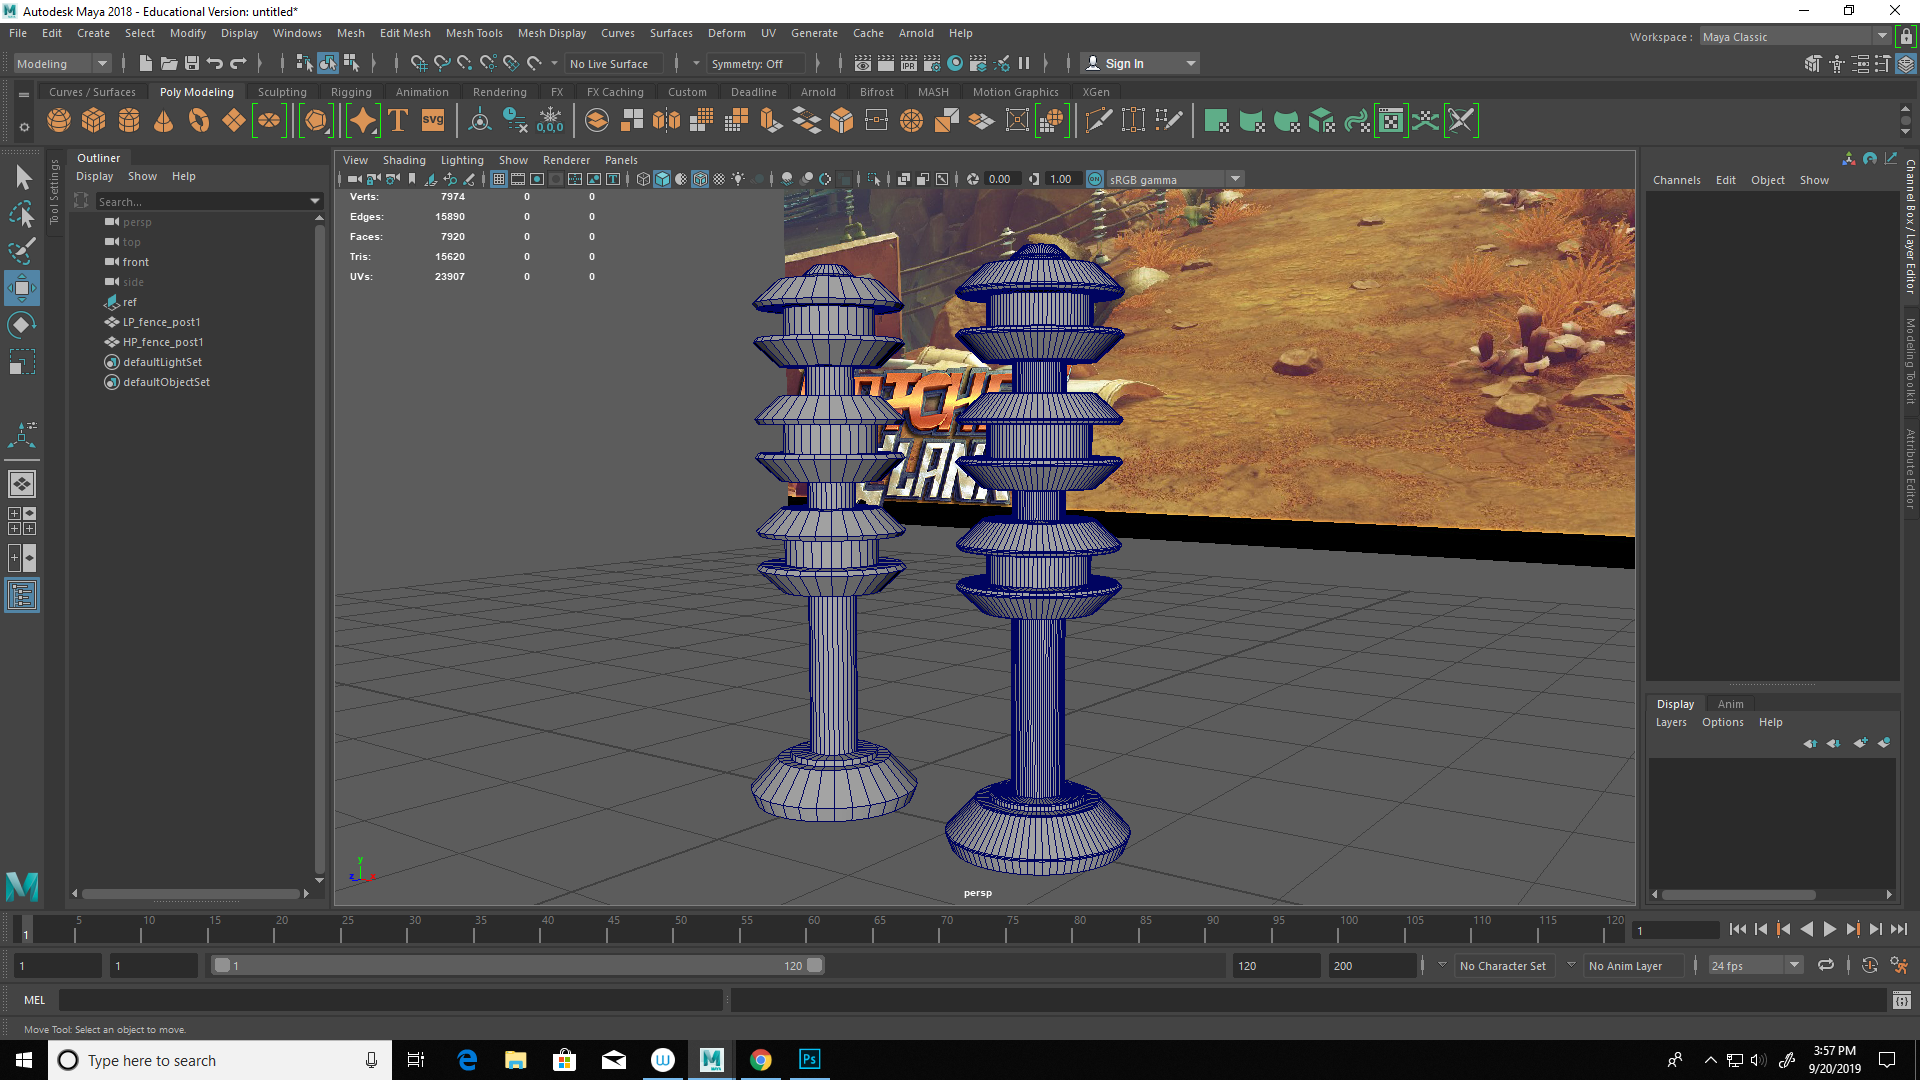 Autodesk Maya 2018 - Educational Version: untitled*
File Edit Create Select Modify Display Windows Mesh Edit Mesh Mesh Tools Mesh Display Curves Surfaces Deform UV Generate Cache Arnold Help
Workspace : Maya Classic
Modeling No Live Surface Symmetry: Off IPR Sign In
Curves / Surfaces Poly Modeling Sculpting Rigging Animation Rendering FX FX Caching Custom Deadline Arnold Bifrost MASH Motion Graphics XGen
T SVG 0,0,0
Tool Settings
Outliner
Display Show Help
Search...
persp
top
front
side
ref
LP_fence_post1
HP_fence_post1
defaultLightSet
defaultObjectSet
View Shading Lighting Show Renderer Panels
0.00 1.00 ON sRGB gamma
Verts: 7974 0 0
Edges: 15890 0 0
Faces: 7920 0 0
Tris: 15620 0 0
UVs: 23907 0 0
y
z x
persp
Channels Edit Object Show
Channel Box / Layer Editor
Modeling Toolkit
Attribute Editor
Display Anim
Layers Options Help
5 10 15 20 25 30 35 40 45 50 55 60 65 70 75 80 85 90 95 100 105 110 115 120
1 1
1 1 1 120 120 200 No Character Set No Anim Layer 24 fps
MEL
Move Tool: Select an object to move.
Type here to search
Ps
3:57 PM
9/20/2019